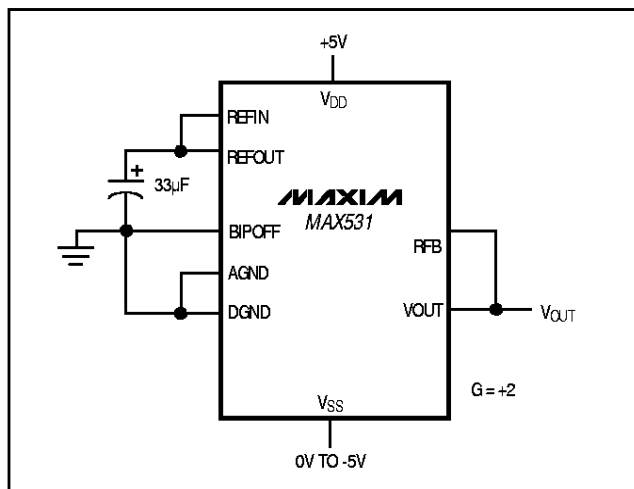 +5V
VDD
REFIN
REFOUT
+
33µF
MAXIM
MAX531
BIPOFF
RFB
AGND
DGND
VOUT
VOUT
G = +2
VSS
0V TO -5V